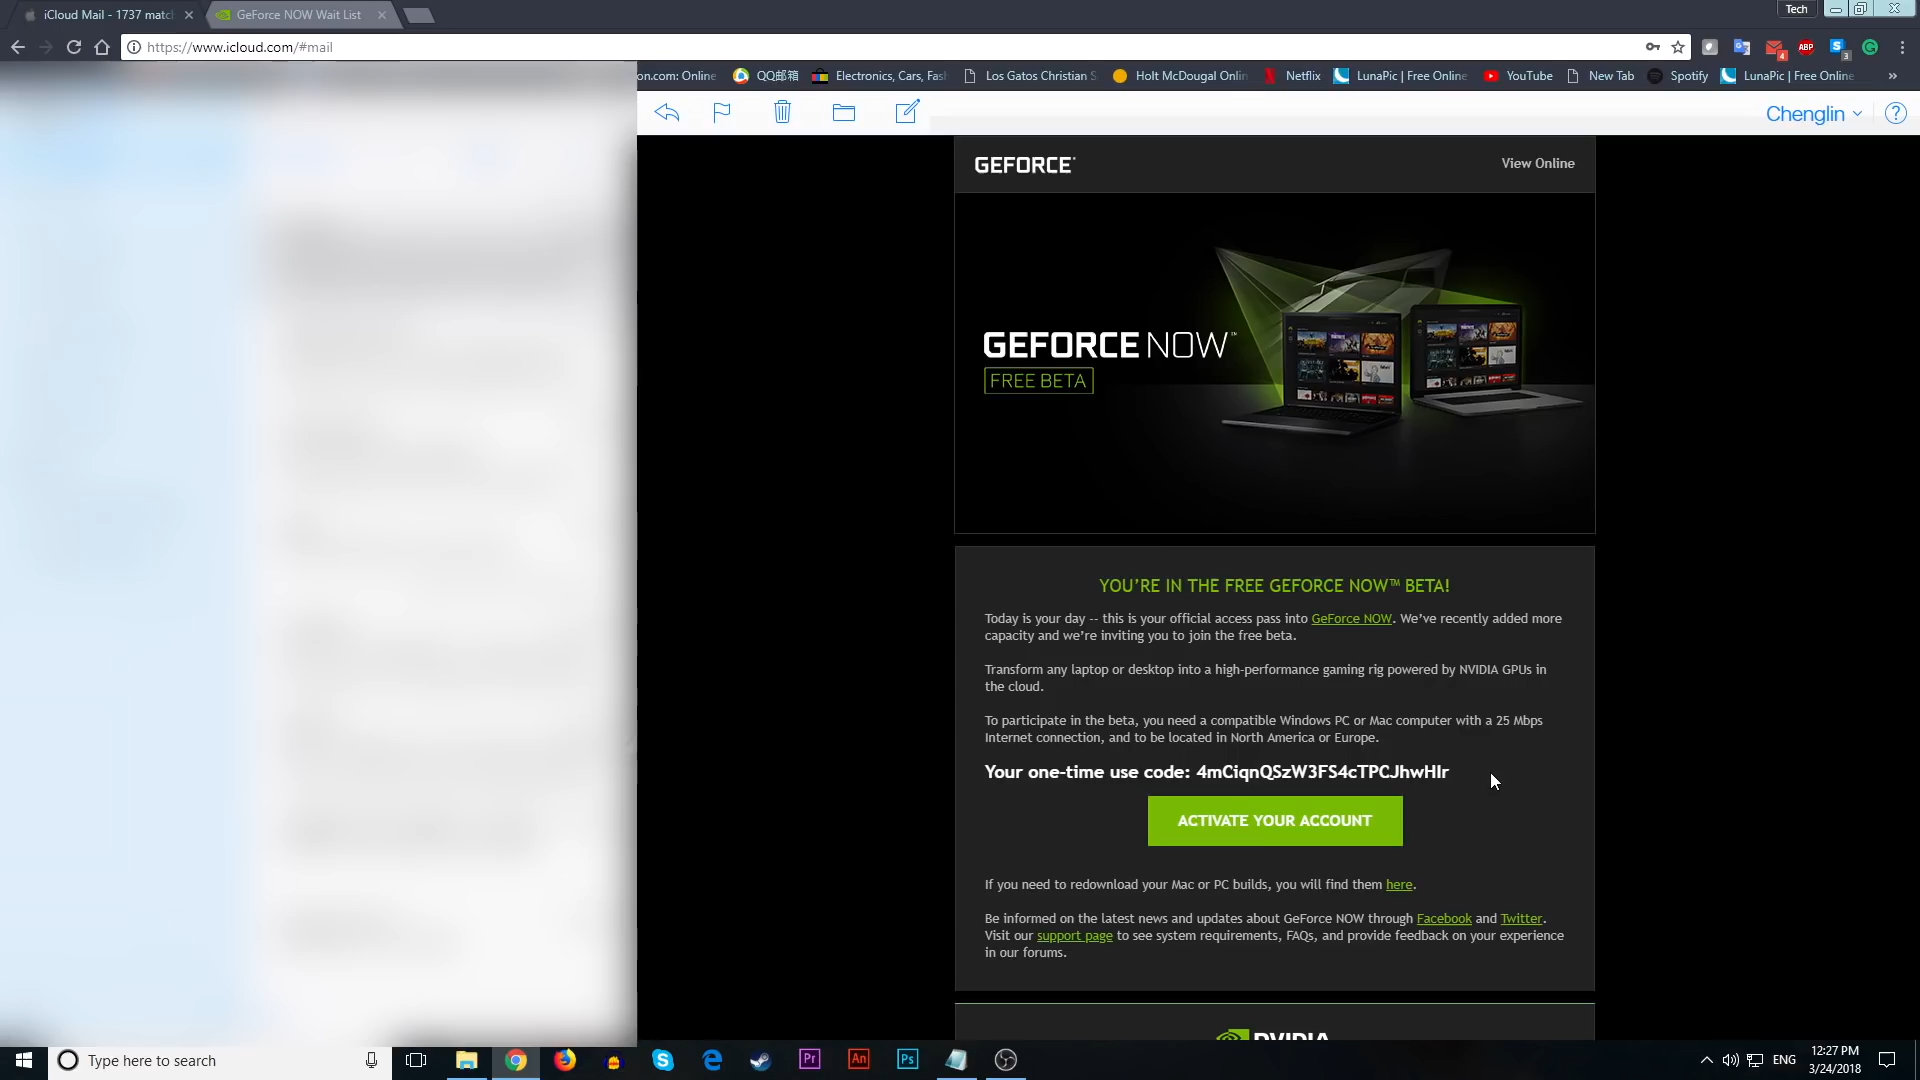 iCloud Mail - 1737 matc
GeForce NOW Wait List
Tech
https://www.icloud.com/#mail
ABP
4
3
on.com: Online
QQ邮箱
Electronics, Cars, Fas
Los Gatos Christian S
Holt McDougal Onlin
Netflix
LunaPic | Free Online
YouTube
New Tab
Spotify
LunaPic | Free Online
»
Chenglin
?
GEFORCE
View Online
GEFORCE NOW™
FREE BETA
YOU'RE IN THE FREE GEFORCE NOW™ BETA!
Today is your day -- this is your official access pass into GeForce NOW. We've recently added more
capacity and we're inviting you to join the free beta.
Transform any laptop or desktop into a high-performance gaming rig powered by NVIDIA GPUs in
the cloud.
To participate in the beta, you need a compatible Windows PC or Mac computer with a 25 Mbps
Internet connection, and to be located in North America or Europe.
Your one-time use code: 4mCiqnQSzW3FS4cTPCJhwHIr
ACTIVATE YOUR ACCOUNT
If you need to redownload your Mac or PC builds, you will find them here.
Be informed on the latest news and updates about GeForce NOW through Facebook and Twitter.
Visit our support page to see system requirements, FAQs, and provide feedback on your experience
in our forums.
NVIDIA
Type here to search
Pr
An
Ps
ENG
12:27 PM
3/24/2018